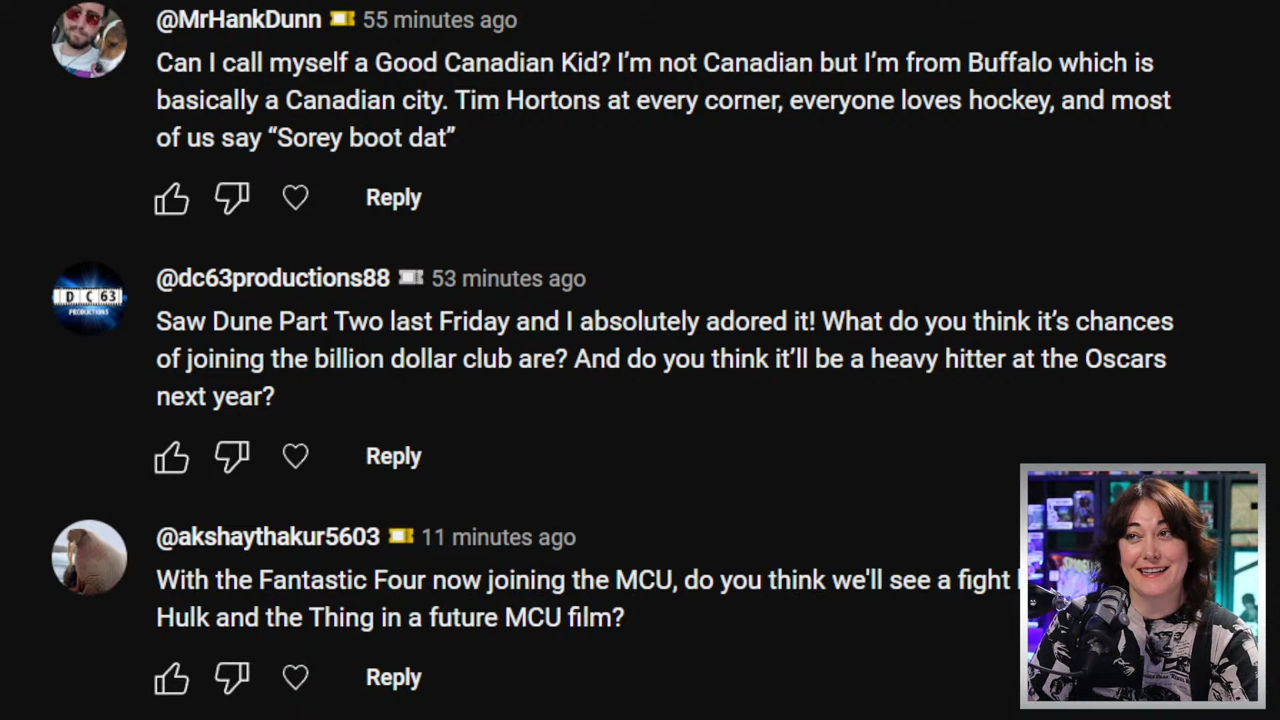 @MrHankDunn 55 minutes ago
Can I call myself a Good Canadian Kid? I’m not Canadian but I’m from Buffalo which is
basically a Canadian city. Tim Hortons at every corner, everyone loves hockey, and most
of us say “Sorey boot dat”
Reply
@dc63productions88 53 minutes ago
D C 63
PRODUCTIONS
Saw Dune Part Two last Friday and I absolutely adored it! What do you think it’s chances
of joining the billion dollar club are? And do you think it’ll be a heavy hitter at the Oscars
next year?
Reply
@akshaythakur5603 11 minutes ago
With the Fantastic Four now joining the MCU, do you think we'll see a fight
Hulk and the Thing in a future MCU film?
Reply